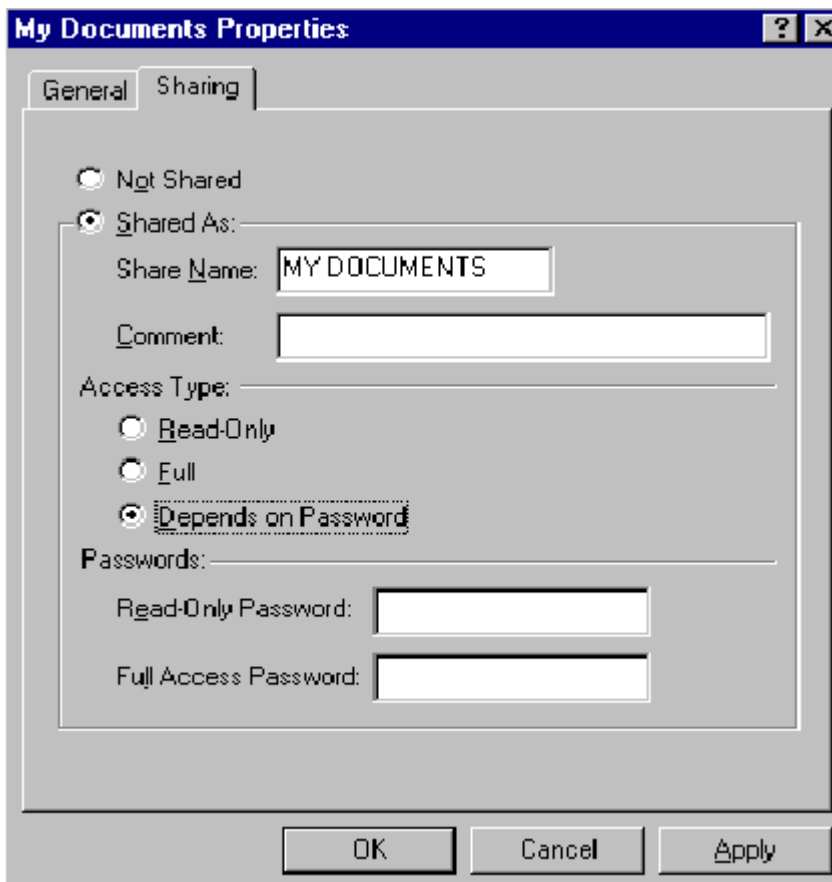 My Documents Properties
General Sharing
Not Shared
Shared As:
Share Name: MY DOCUMENTS
Comment:
Access Type:
Read-Only
Full
Depends on Password
Passwords:
Read-Only Password:
Full Access Password:
OK Cancel Apply